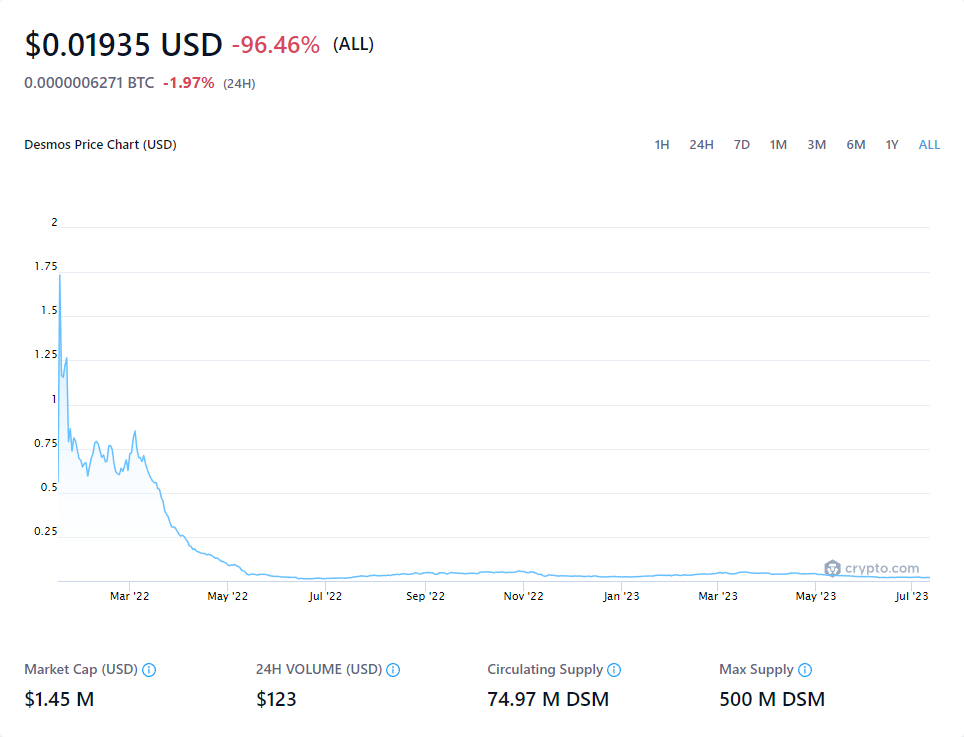 $0.01935 USD -96.46% (ALL)
0.0000006271 BTC -1.97% (24H)
Desmos Price Chart (USD) 1H 24H 7D 1M 3M 6M 1Y ALL
2
1.75
1.5
1.25
1
0.75
0.5
0.25
crypto.com
Mar '22 May '22 Jul '22 Sep '22 Nov '22 Jan '23 Mar '23 May '23 Jul '23
Market Cap (USD) 24H VOLUME (USD) Circulating Supply Max Supply
$1.45 M $123 74.97 M DSM 500 M DSM